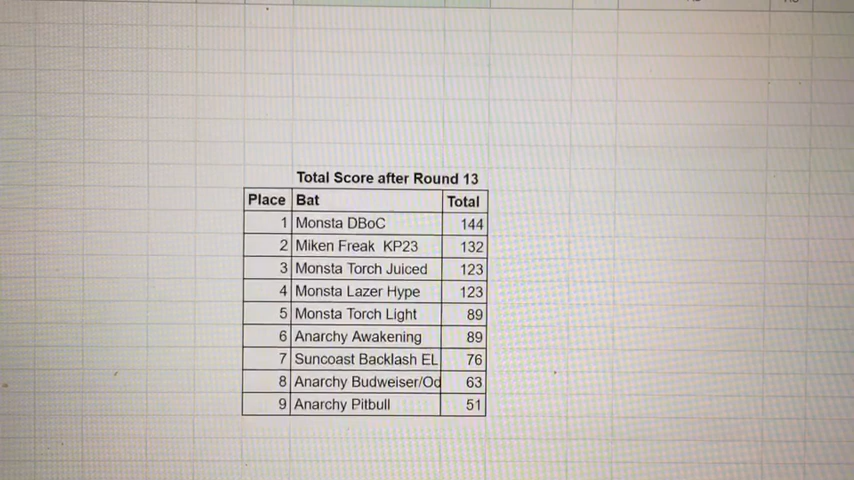 Total Score after Round 13
Place Bat Total
1 Monsta DBoC 144
2 Miken Freak KP23 132
3 Monsta Torch Juiced 123
4 Monsta Lazer Hype 123
5 Monsta Torch Light 89
6 Anarchy Awakening 89
7 Suncoast Backlash EL 76
8 Anarchy Budweiser/Od 63
9 Anarchy Pitbull 51